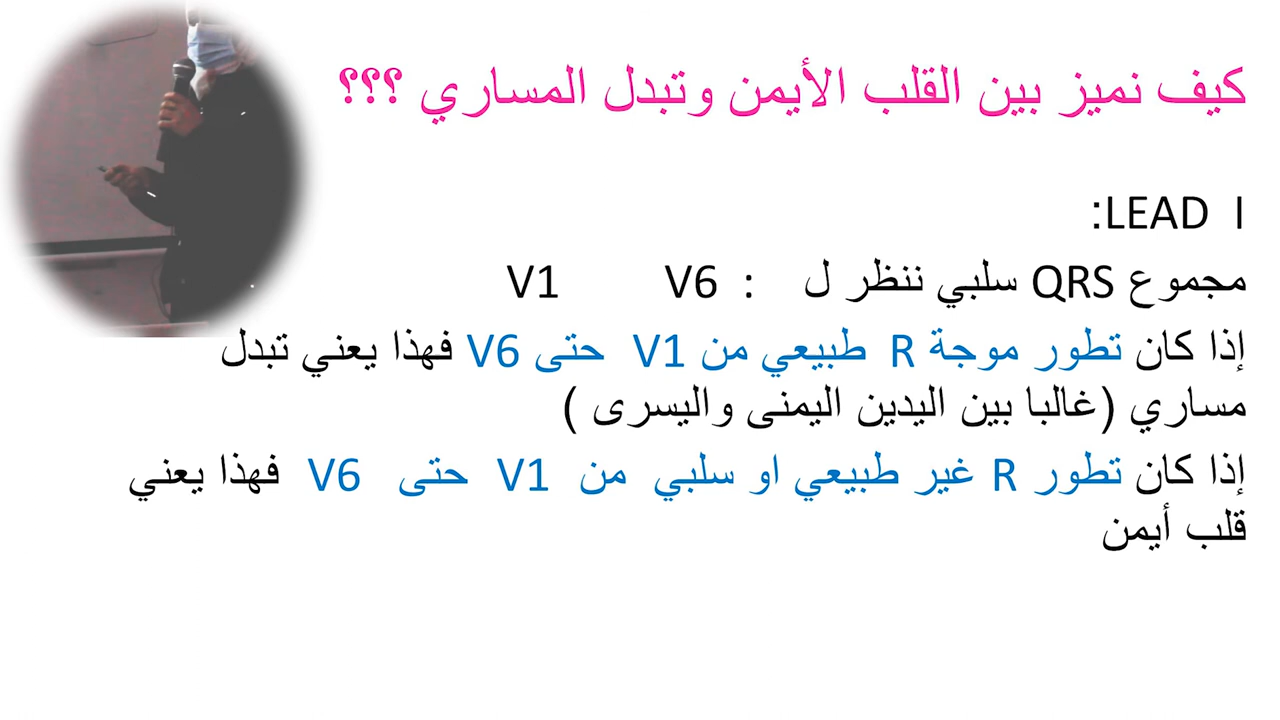 كيف نميز بين القلب الأيمن وتبدل المساري ؟؟؟
LEAD I:
مجموع QRS سلبي ننظر ل : V6 V1
إذا كان تطور موجة R طبيعي من V1 حتى V6 فهذا يعني تبدل
مساري (غالبا بين اليدين اليمنى واليسرى )
إذا كان تطور R غير طبيعي او سلبي من V1 حتى V6 فهذا يعني
قلب أيمن